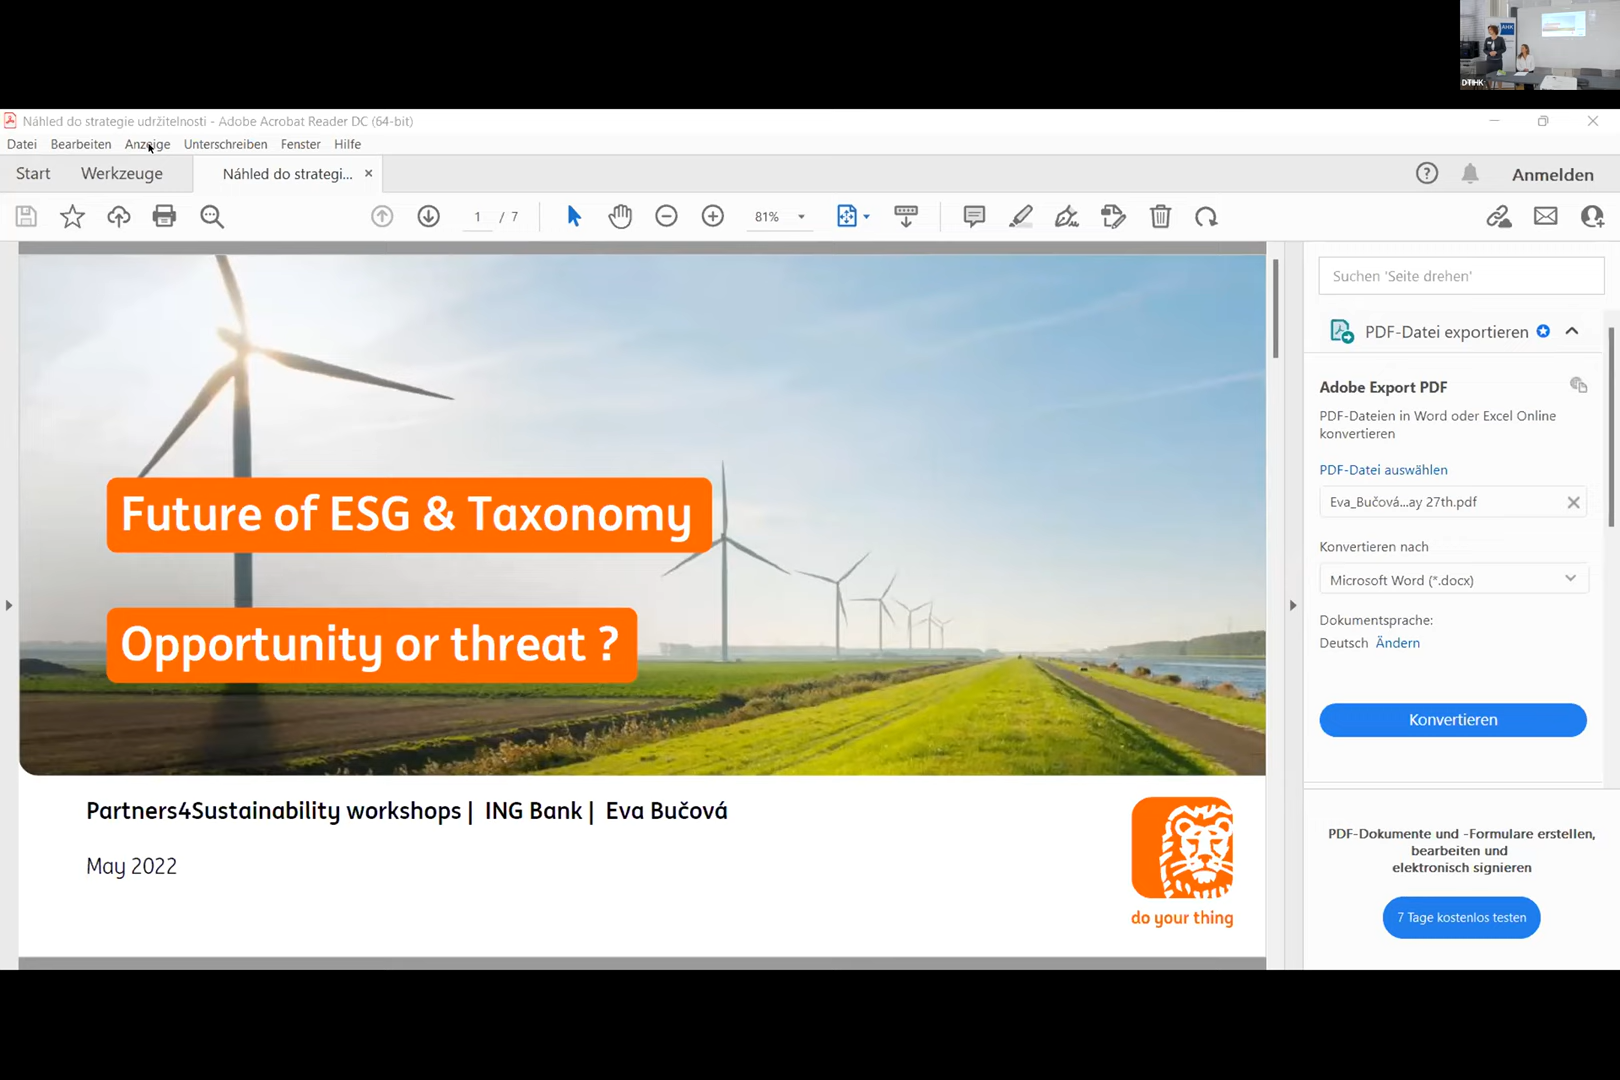 AHK
DTIHK
Náhled do strategie udržitelnosti - Adobe Acrobat Reader DC (64-bit)
Datei Bearbeiten Anzeige Unterschreiben Fenster Hilfe
Start Werkzeuge Náhled do strategi... × Anmelden
1 / 7 81%
Suchen 'Seite drehen'
PDF-Datei exportieren
Adobe Export PDF
PDF-Dateien in Word oder Excel Online
konvertieren
PDF-Datei auswählen
Eva_Bučová...ay 27th.pdf
Konvertieren nach
Microsoft Word (*.docx)
Dokumentsprache:
Deutsch Ändern
Konvertieren
PDF-Dokumente und -Formulare erstellen,
bearbeiten und
elektronisch signieren
7 Tage kostenlos testen
Future of ESG & Taxonomy
Opportunity or threat ?
Partners4Sustainability workshops | ING Bank | Eva Bučová
May 2022
do your thing